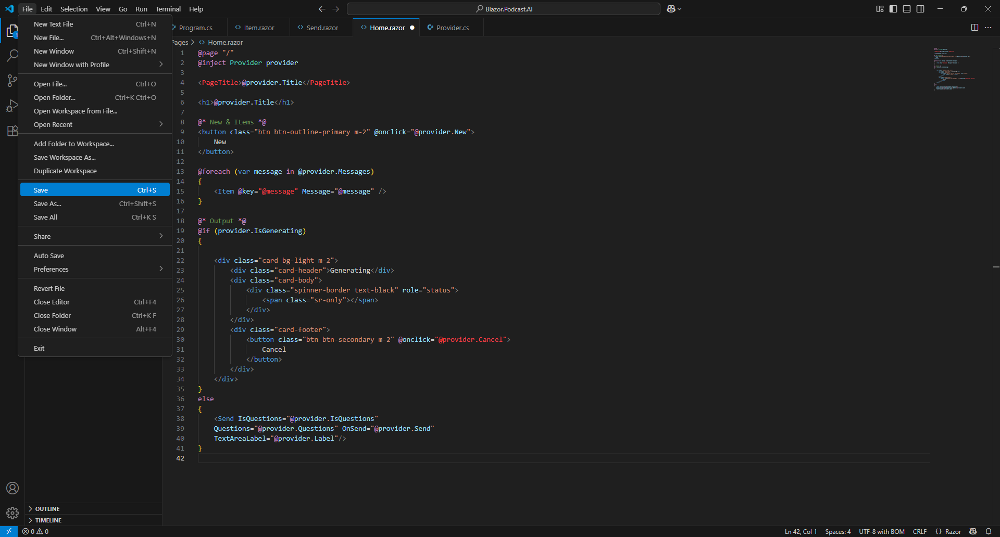 File Edit Selection View Go Run Terminal Help
Blazor.Podcast.AI
New Text File Ctrl+N
New File... Ctrl+Alt+Windows+N
New Window Ctrl+Shift+N
New Window with Profile
Open File... Ctrl+O
Open Folder... Ctrl+K Ctrl+O
Open Workspace from File...
Open Recent
Add Folder to Workspace...
Save Workspace As...
Duplicate Workspace
Save Ctrl+S
Save As... Ctrl+Shift+S
Save All Ctrl+K S
Share
Auto Save
Preferences
Revert File
Close Editor Ctrl+F4
Close Folder Ctrl+K F
Close Window Alt+F4
Exit
OUTLINE
TIMELINE
Program.cs Item.razor Send.razor Home.razor Provider.cs
Pages > Home.razor
1 @page "/"
2 @inject Provider provider
3
4 <PageTitle>@provider.Title</PageTitle>
5
6 <h1>@provider.Title</h1>
7
8 @* New & Items *@
9 <button class="btn btn-outline-primary m-2" @onclick="@provider.New">
10 New
11 </button>
12
13 @foreach (var message in @provider.Messages)
14 {
15 <Item @key="@message" Message="@message" />
16 }
17
18 @* Output *@
19 @if (provider.IsGenerating)
20 {
21
22 <div class="card bg-light m-2">
23 <div class="card-header">Generating</div>
24 <div class="card-body">
25 <div class="spinner-border text-black" role="status">
26 <span class="sr-only"></span>
27 </div>
28 </div>
29 <div class="card-footer">
30 <button class="btn btn-secondary m-2" @onclick="@provider.Cancel">
31 Cancel
32 </button>
33 </div>
34 </div>
35 }
36 else
37 {
38 <Send IsQuestions="@provider.IsQuestions"
39 Questions="@provider.Questions" OnSend="@provider.Send"
40 TextAreaLabel="@provider.Label"/>
41 }
42
0 0 Ln 42, Col 1 Spaces: 4 UTF-8 with BOM CRLF {} Razor